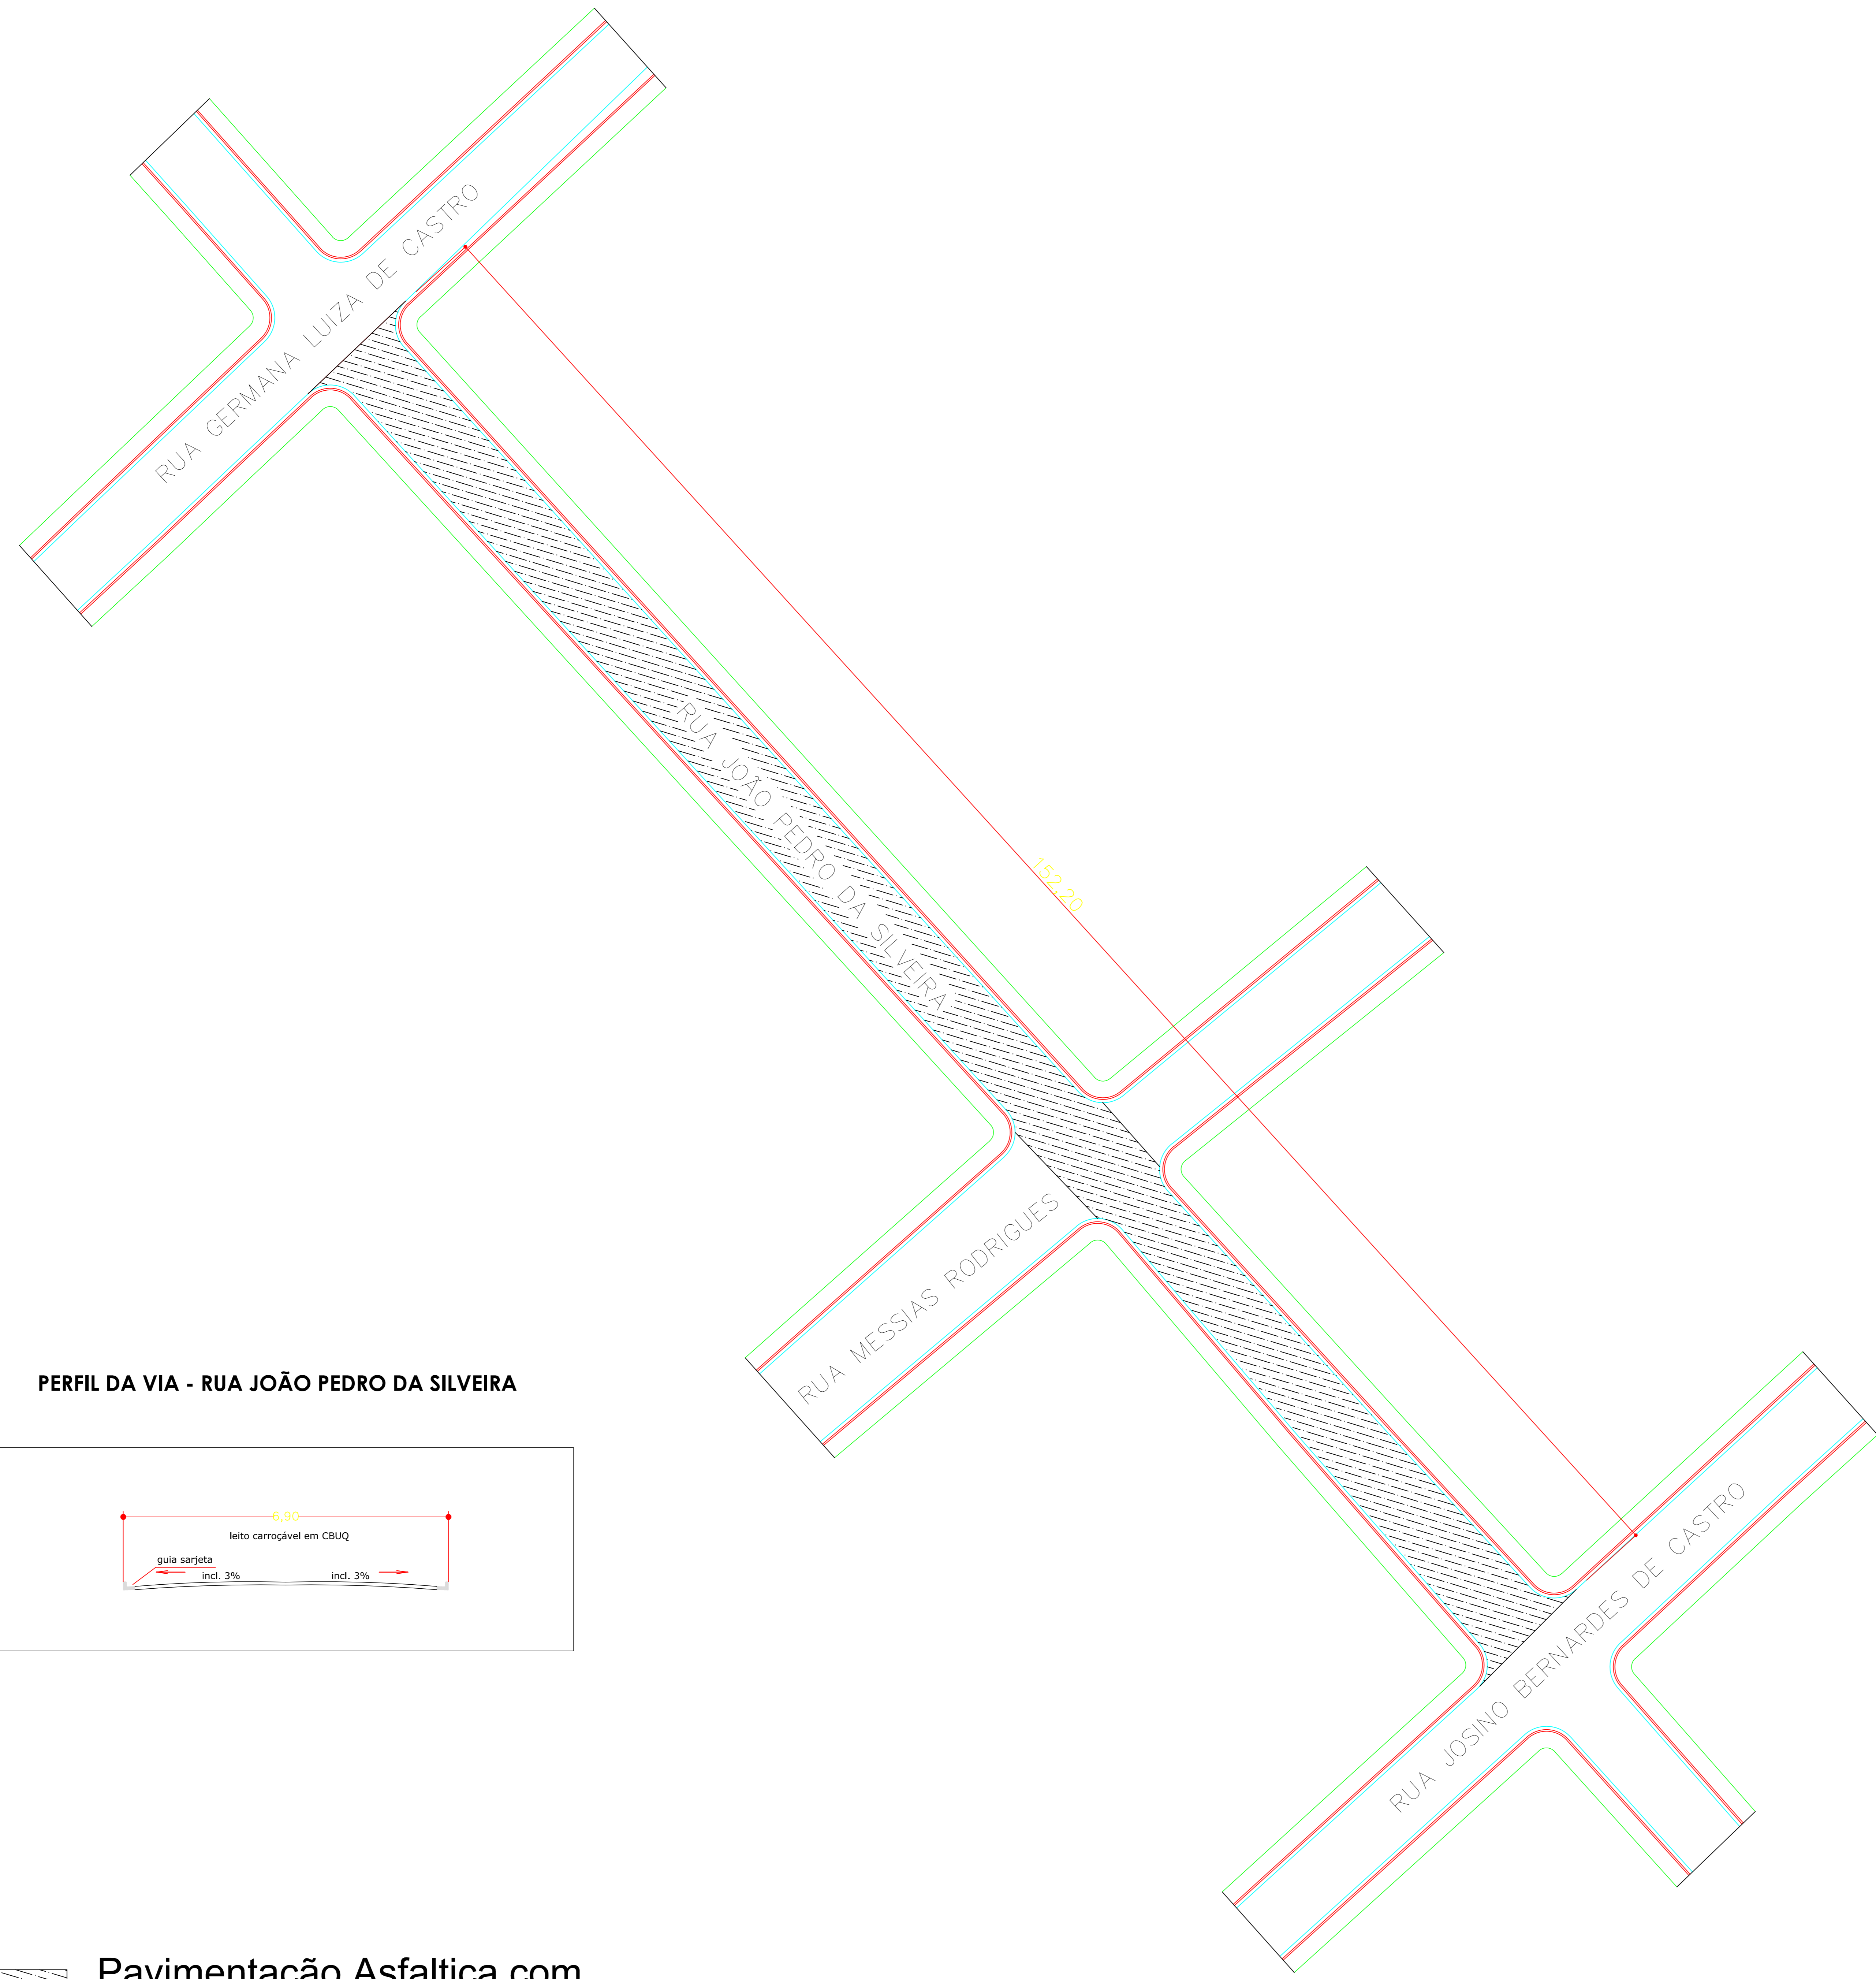 RUA GERMANA LUIZA DE CASTRO
RUA JOÃO PEDRO DA SILVEIRA
152,20
RUA MESSIAS RODRIGUES
RUA JOSINO BERNARDES DE CASTRO
PERFIL DA VIA - RUA JOÃO PEDRO DA SILVEIRA
6,90
leito carroçável em CBUQ
guia sarjeta
incl. 3%
incl. 3%
Pavimentação Asfaltica com